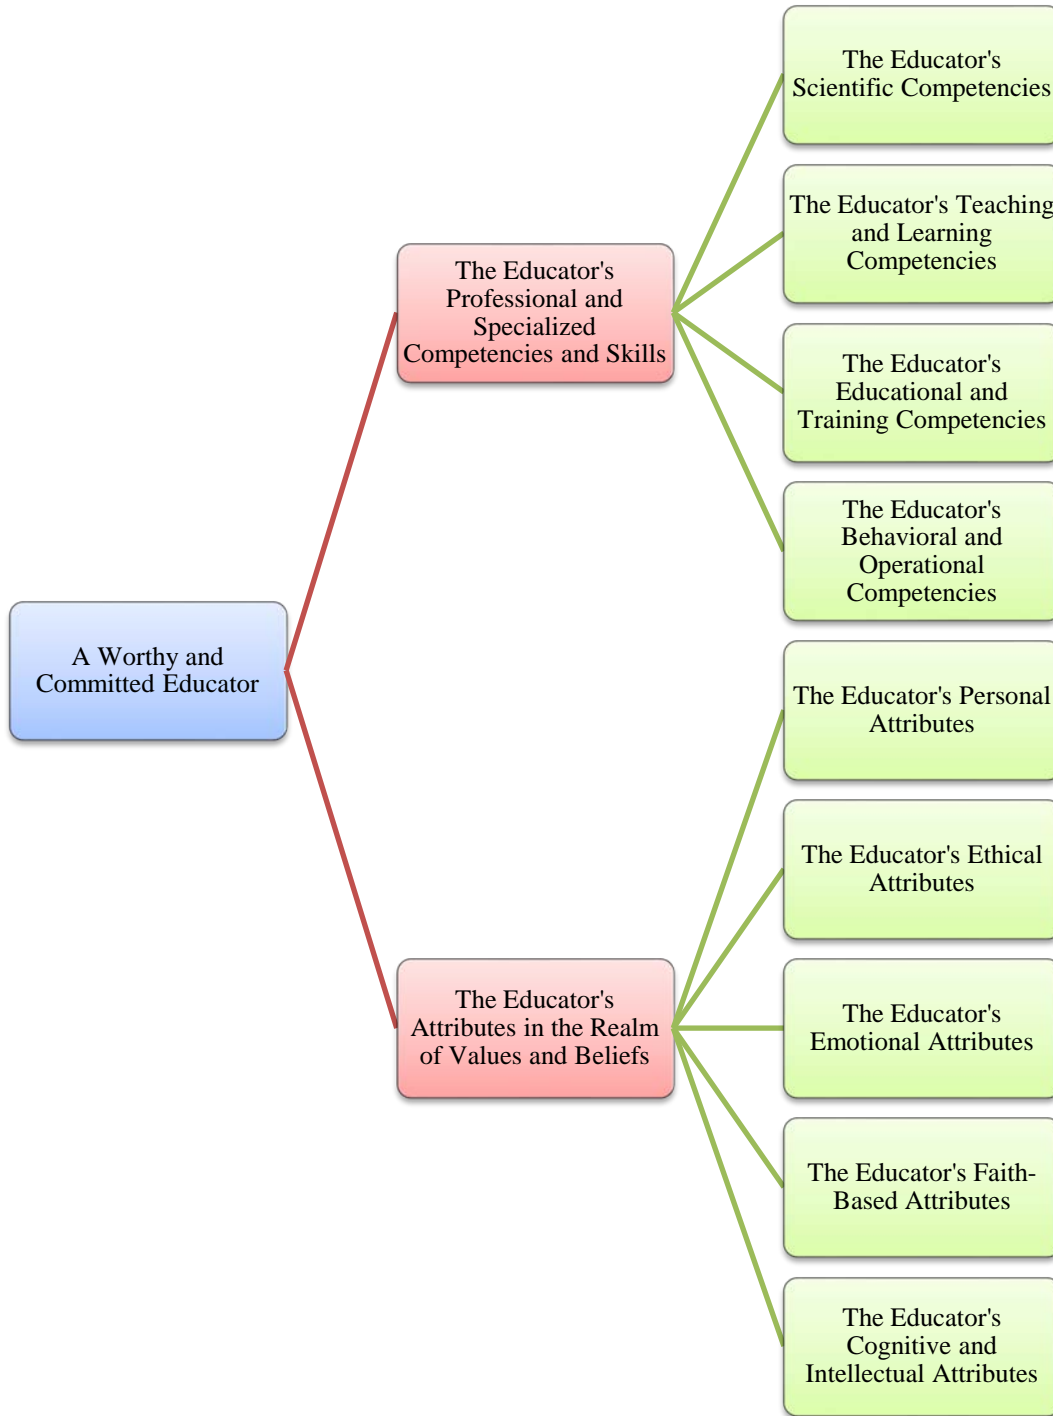 A Worthy and
Committed Educator
The Educator's
Professional and
Specialized
Competencies and Skills
The Educator's
Scientific Competencies
The Educator's Teaching
and Learning
Competencies
The Educator's
Educational and
Training Competencies
The Educator's
Behavioral and
Operational
Competencies
The Educator's
Attributes in the Realm
of Values and Beliefs
The Educator's Personal
Attributes
The Educator's Ethical
Attributes
The Educator's
Emotional Attributes
The Educator's Faith-
Based Attributes
The Educator's
Cognitive and
Intellectual Attributes